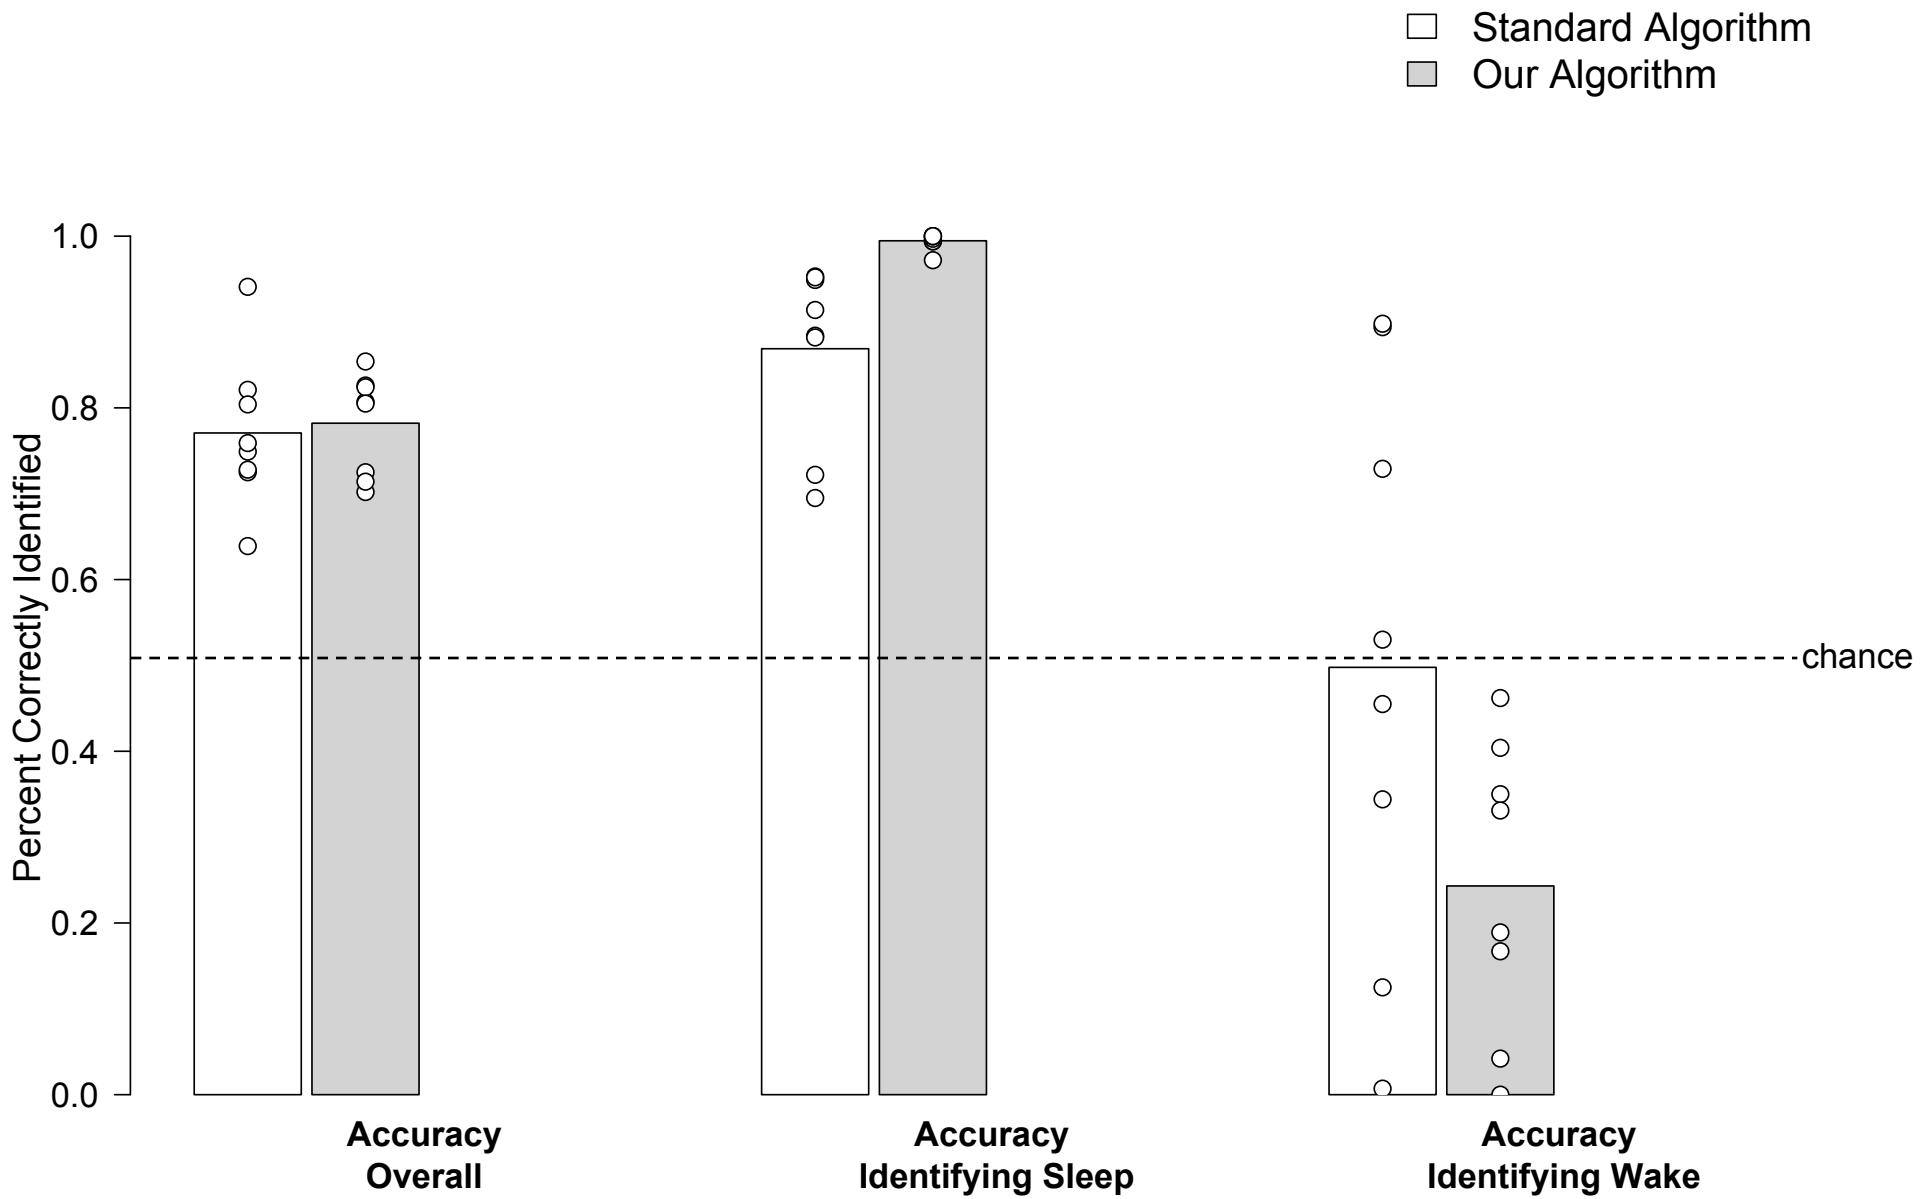 Standard Algorithm
Our Algorithm
Percent Correctly Identified
1.0
0.8
0.6
0.4
0.2
0.0
chance
Accuracy
Overall
Accuracy
Identifying Sleep
Accuracy
Identifying Wake